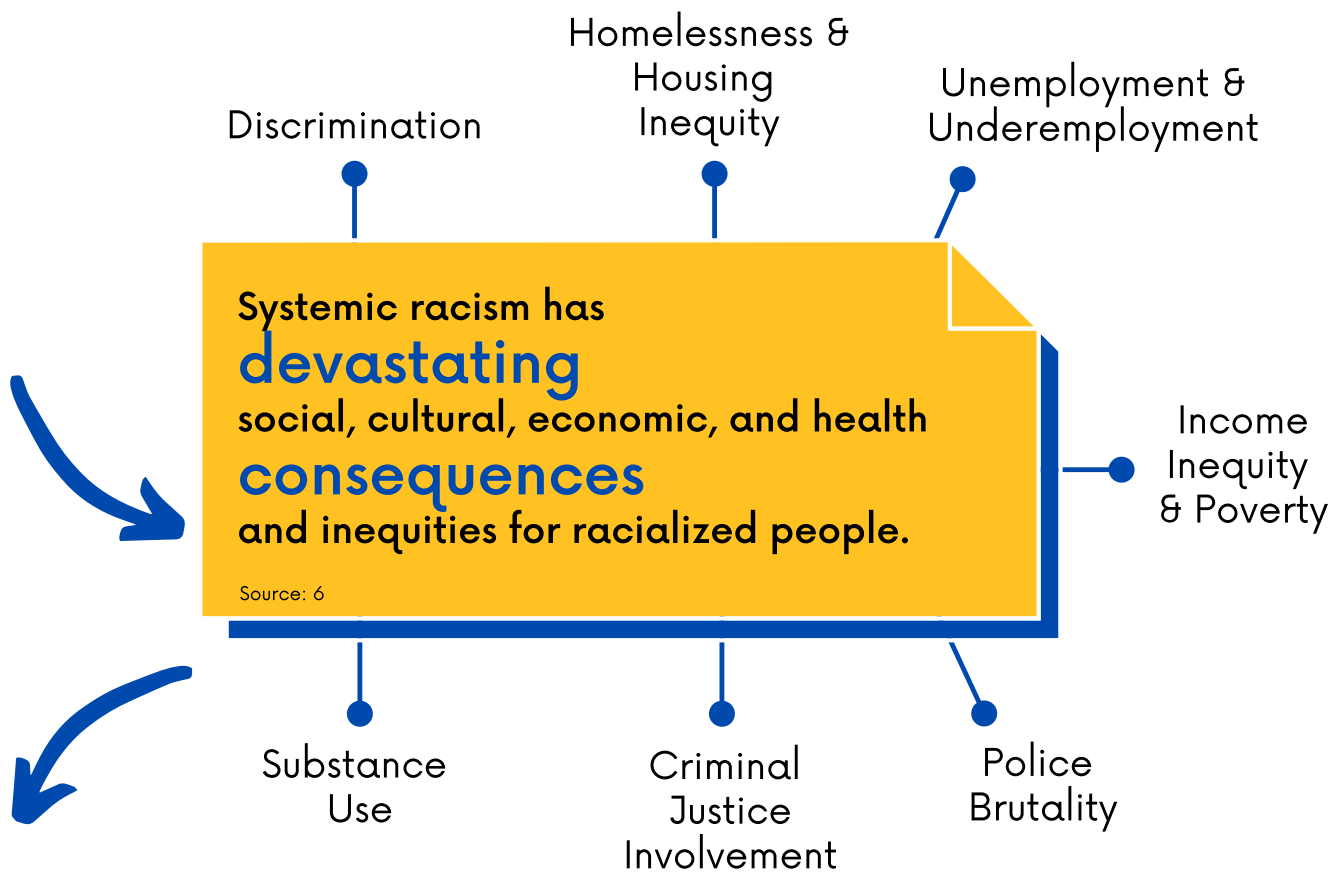 Homelessness &
Housing
Inequity
Unemployment &
Underemployment
Discrimination
Systemic racism has
devastating
social, cultural, economic, and health
consequences
and inequities for racialized people.
Source: 6
Income
Inequity
& Poverty
Substance
Use
Criminal
Justice
Involvement
Police
Brutality